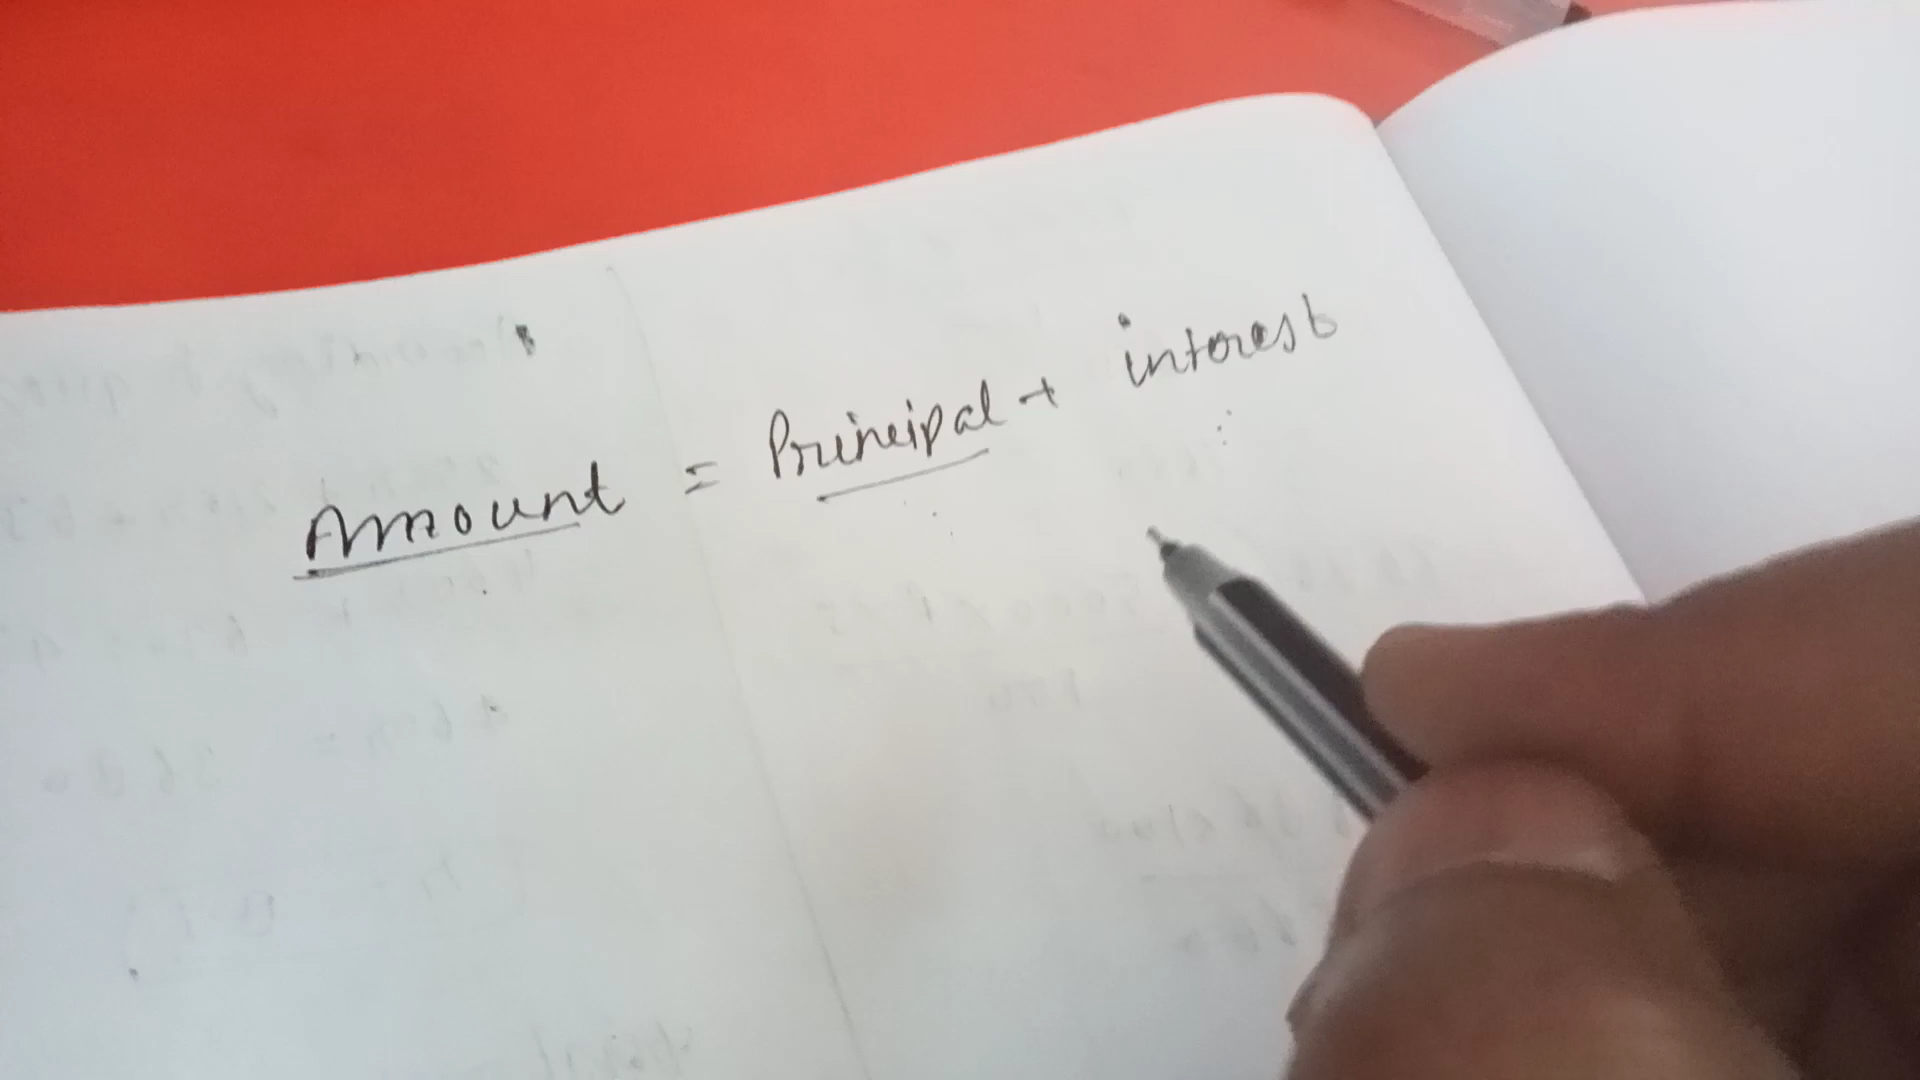 Amount = Principal + interest